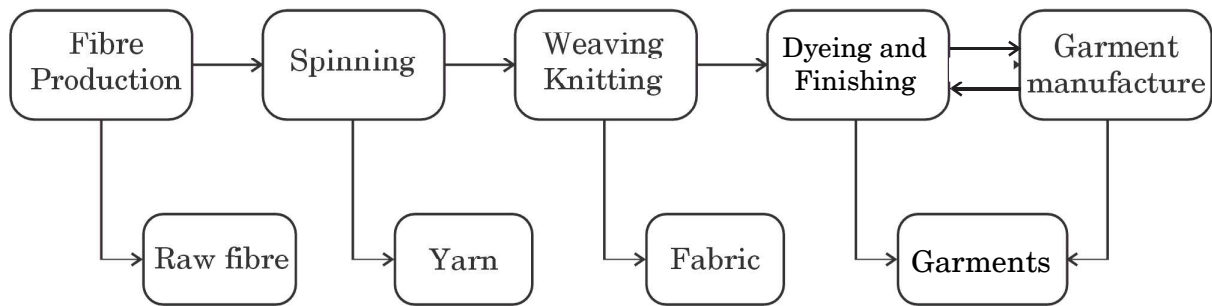 Fibre
Production
Spinning
Weaving
Knitting
Dyeing and
Finishing
Garment
manufacture
Raw fibre
Yarn
Fabric
Garments